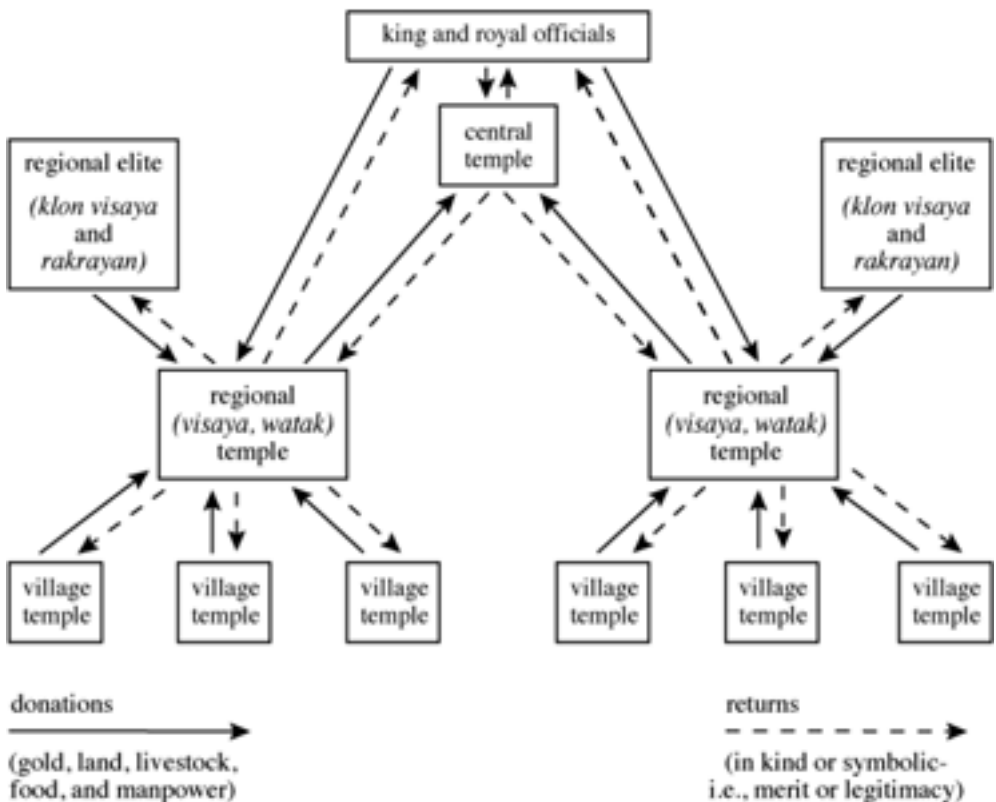 king and royal officials
central
temple
regional elite
(klon visaya
and
rakrayan)
regional elite
(klon visaya
and
rakrayan)
regional
(visaya, watak)
temple
regional
(visaya, watak)
temple
village
temple
village
temple
village
temple
village
temple
village
temple
village
temple
donations
(gold, land, livestock,
food, and manpower)
returns
(in kind or symbolic-
i.e., merit or legitimacy)